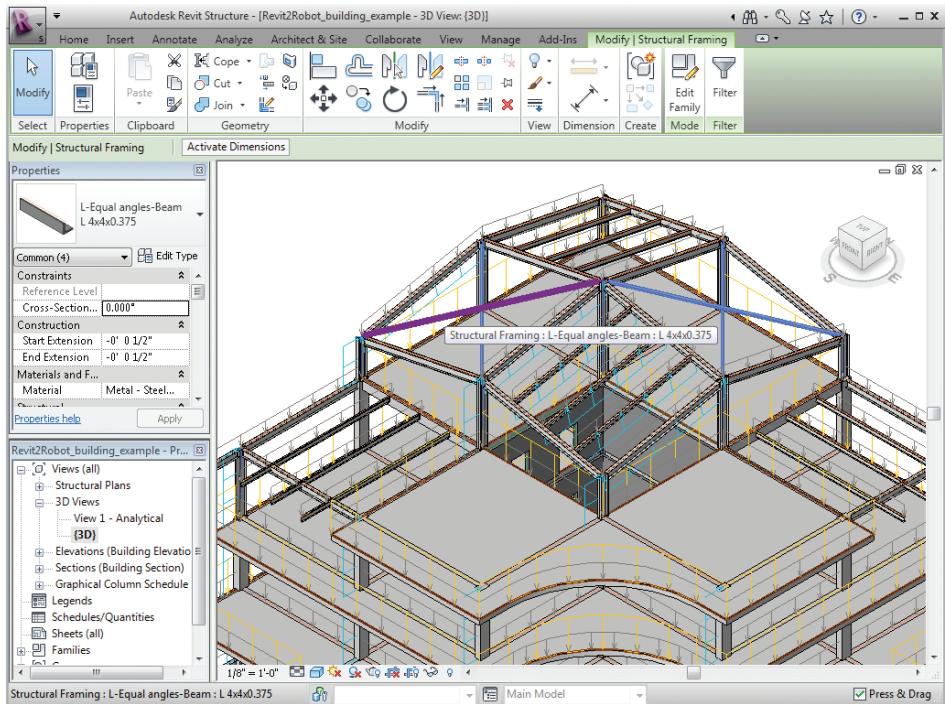 Autodesk Revit Structure - [Revit2Robot_building_example - 3D View: {3D}]
Home Insert Annotate Analyze Architect & Site Collaborate View Manage Add-Ins Modify | Structural Framing
Modify
Paste
Cope
Cut
Join
Edit Family
Filter
Select Properties Clipboard Geometry Modify View Dimension Create Mode Filter
Modify | Structural Framing Activate Dimensions
Properties
L-Equal angles-Beam
L 4x4x0.375
Common (4) Edit Type
Constraints
Reference Level
Cross-Section... 0.000°
Construction
Start Extension -0' 0 1/2"
End Extension -0' 0 1/2"
Materials and F...
Material Metal - Steel...
Properties help Apply
Revit2Robot_building_example - Pr...
Views (all)
Structural Plans
3D Views
View 1 - Analytical
{3D}
Elevations (Building Elevatio
Sections (Building Section)
Graphical Column Schedule
Legends
Schedules/Quantities
Sheets (all)
Families
Structural Framing : L-Equal angles-Beam : L 4x4x0.375
TOP
FRONT RIGHT
S E
1/8" = 1'-0"
Structural Framing : L-Equal angles-Beam : L 4x4x0.375 Main Model Press & Drag